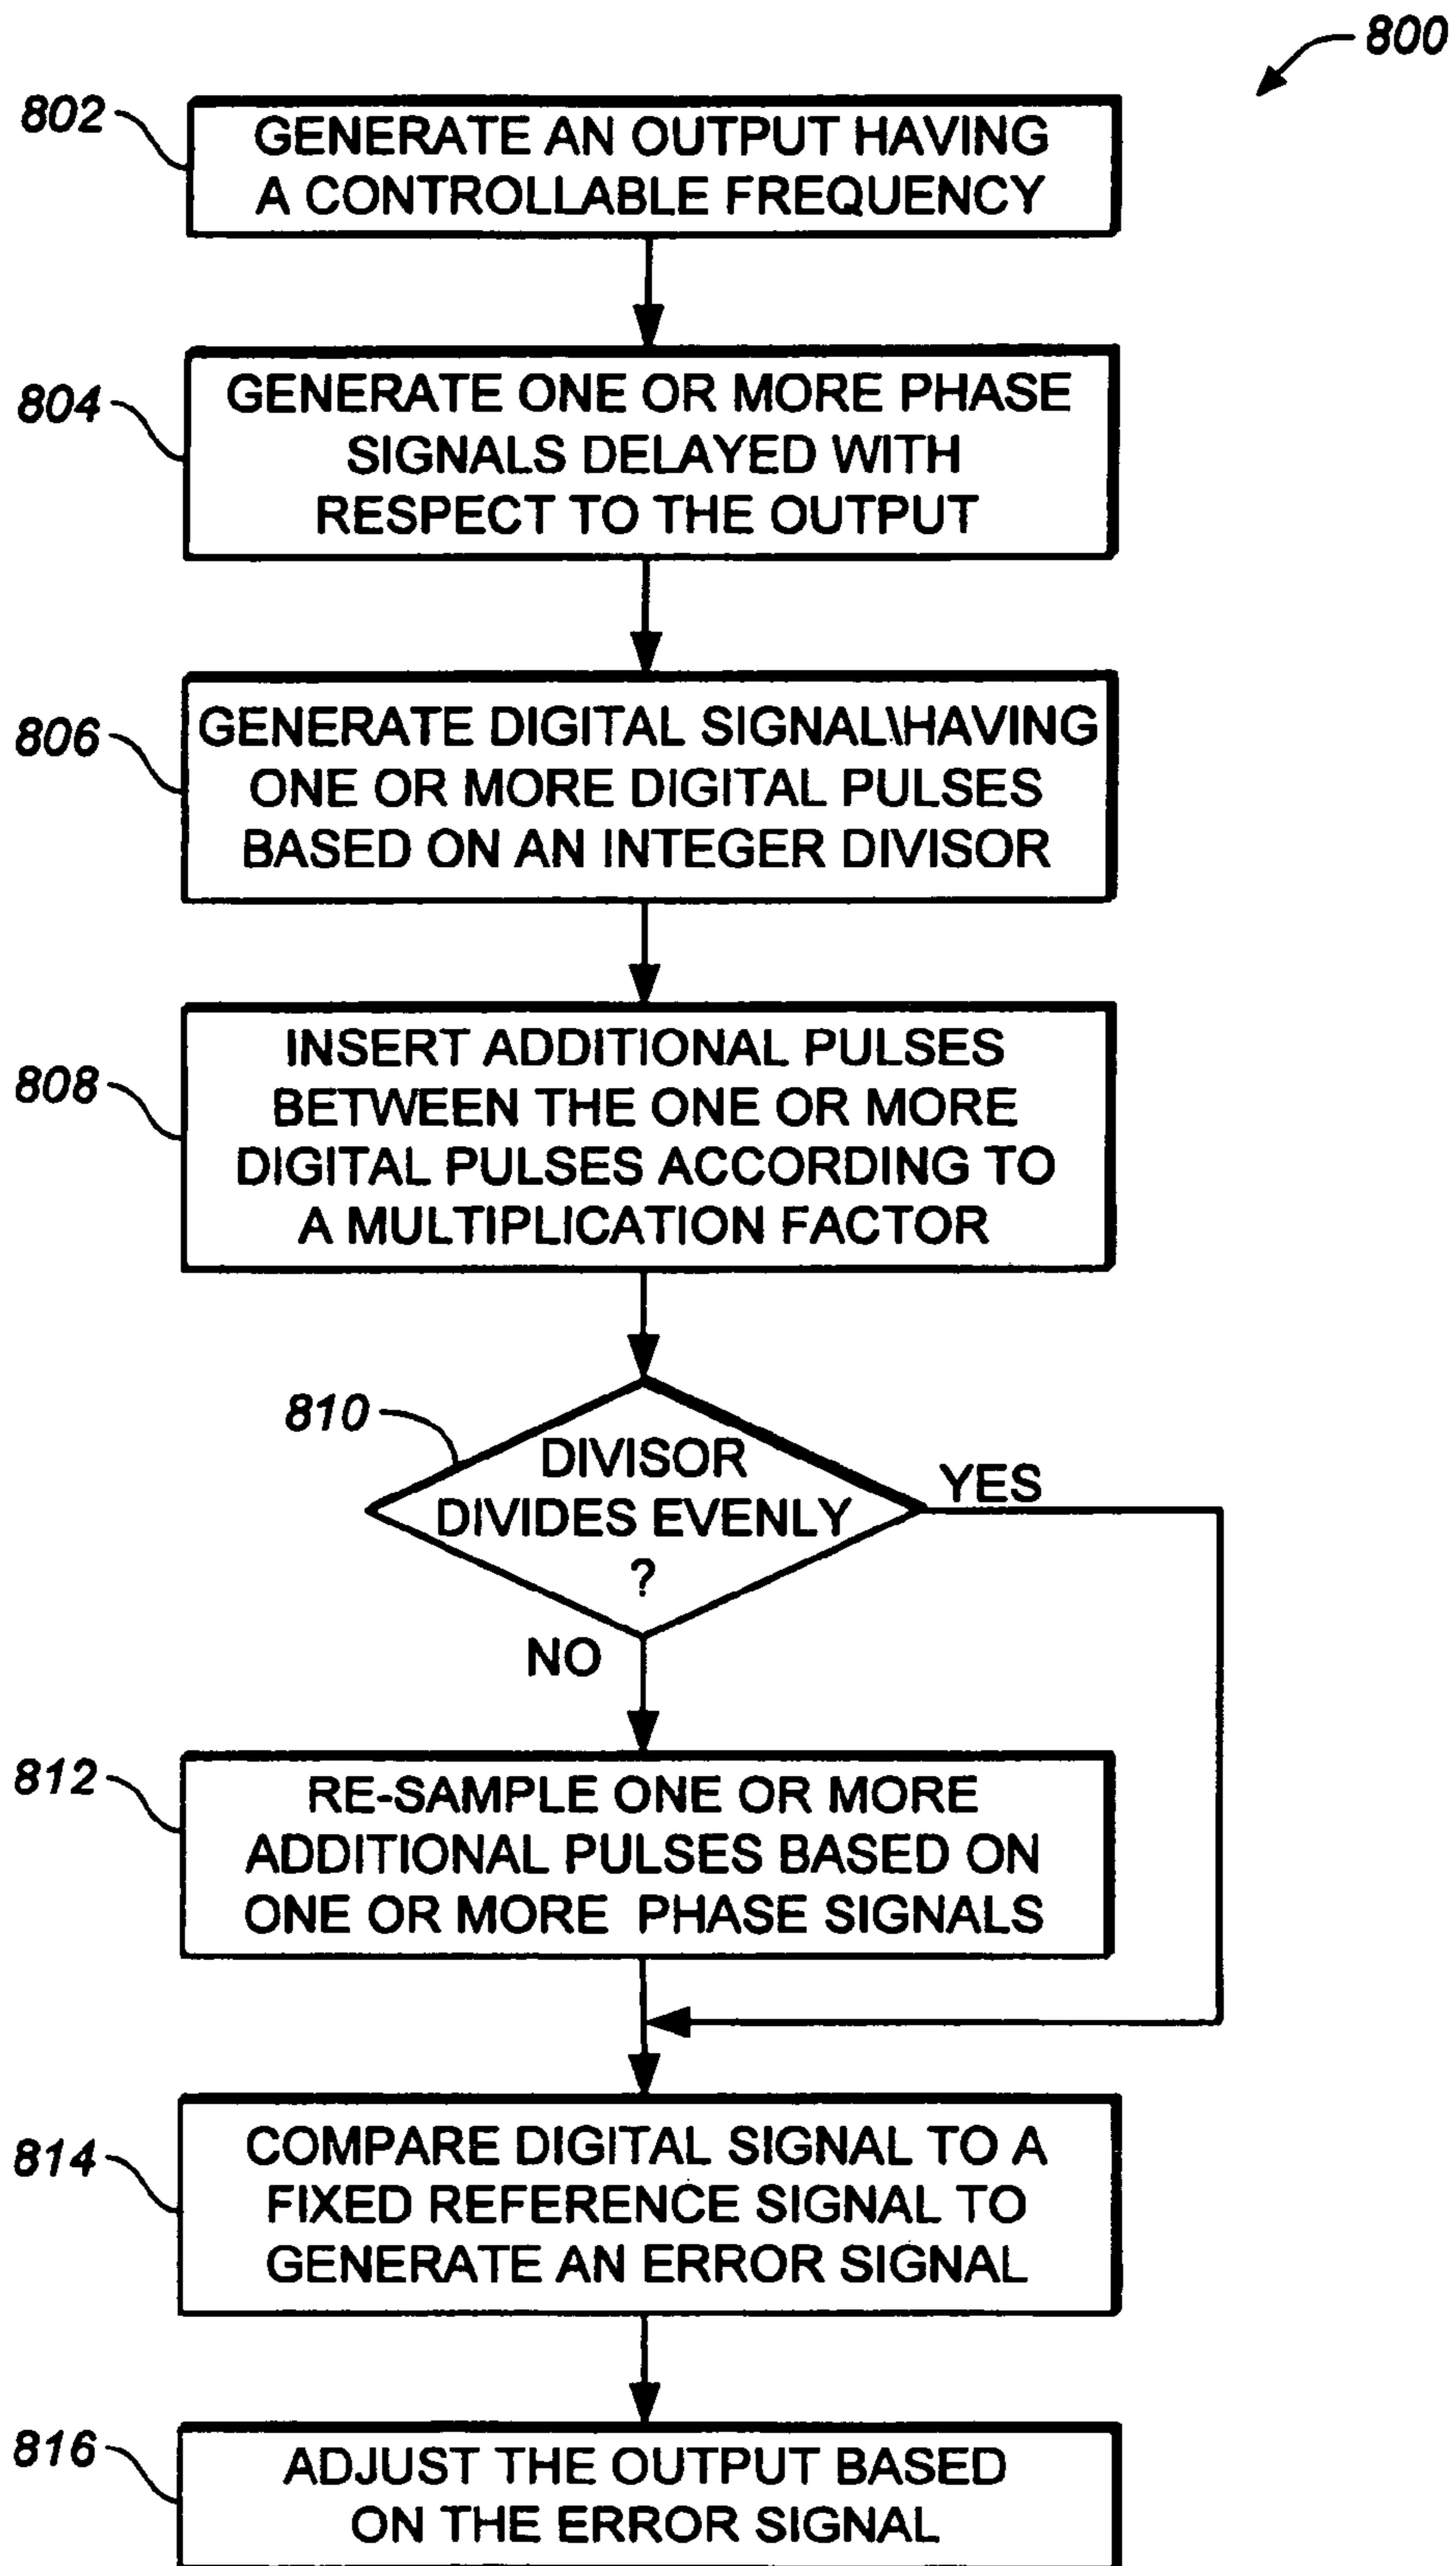 800
802
GENERATE AN OUTPUT HAVING
A CONTROLLABLE FREQUENCY
804
GENERATE ONE OR MORE PHASE
SIGNALS DELAYED WITH
RESPECT TO THE OUTPUT
806
GENERATE DIGITAL SIGNAL\HAVING
ONE OR MORE DIGITAL PULSES
BASED ON AN INTEGER DIVISOR
808
INSERT ADDITIONAL PULSES
BETWEEN THE ONE OR MORE
DIGITAL PULSES ACCORDING TO
A MULTIPLICATION FACTOR
810
DIVISOR
DIVIDES EVENLY
?
YES
NO
812
RE-SAMPLE ONE OR MORE
ADDITIONAL PULSES BASED ON
ONE OR MORE PHASE SIGNALS
814
COMPARE DIGITAL SIGNAL TO A
FIXED REFERENCE SIGNAL TO
GENERATE AN ERROR SIGNAL
816
ADJUST THE OUTPUT BASED
ON THE ERROR SIGNAL